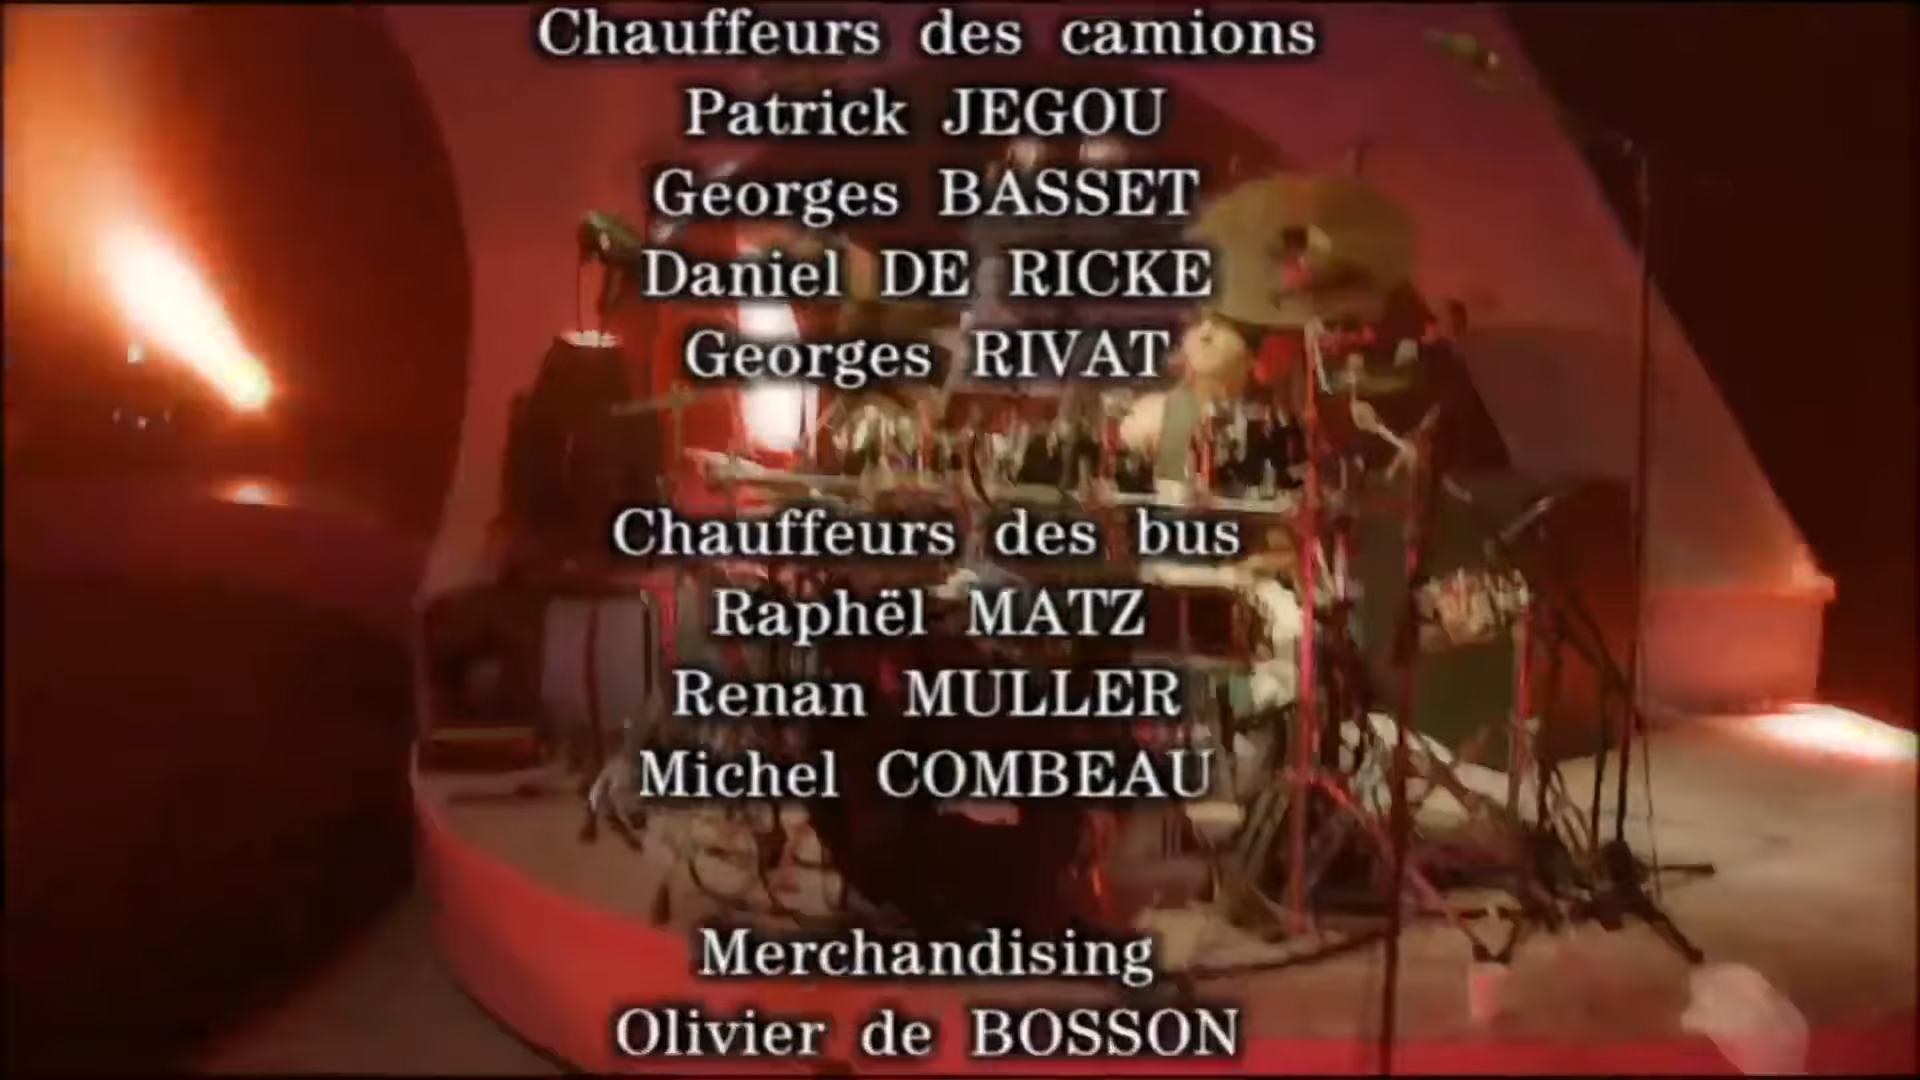 Chauffeurs des camions
Patrick JEGOU
Georges BASSET
Daniel DE RICKE
Georges RIVAT
Chauffeurs des bus
Raphël MATZ
Renan MULLER
Michel COMBEAU
Merchandising
Olivier de BOSSON